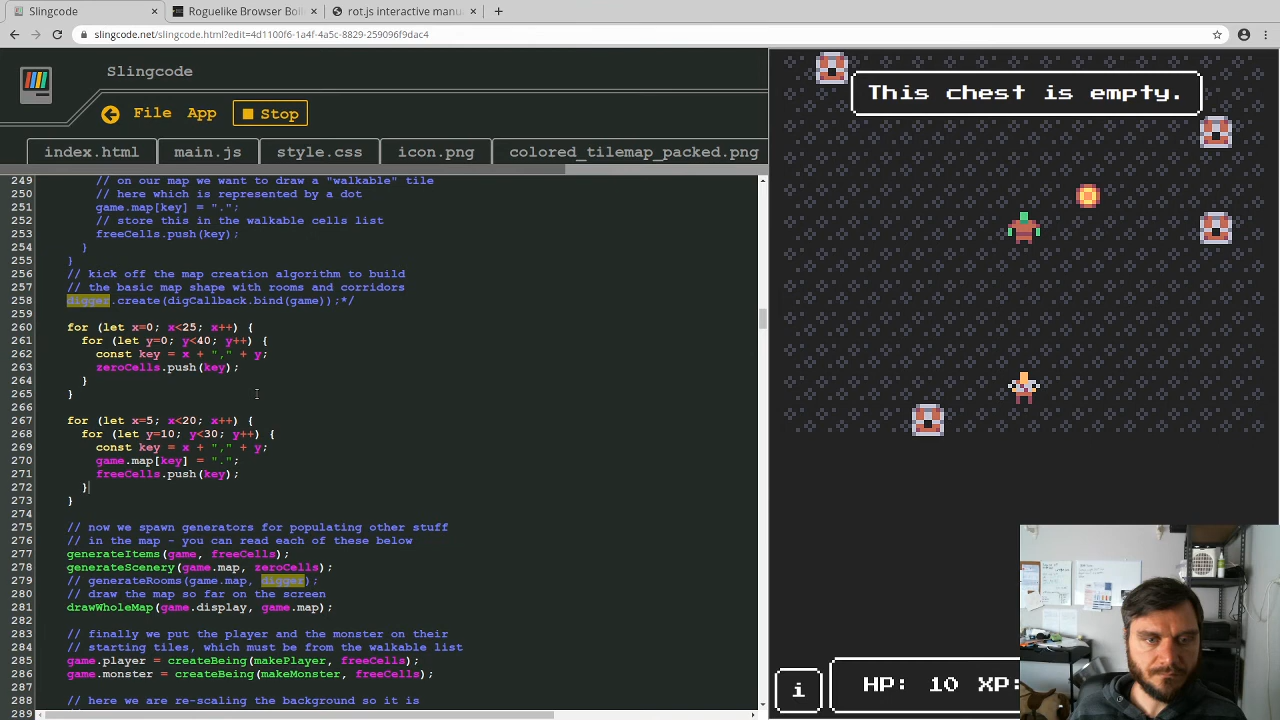 Slingcode
Roguelike Browser Boi
rot.js interactive manu
slingcode.net/slingcode.html?edit=4d1100f6-1a4f-4a5c-8829-259096f9dac4
Slingcode
File App Stop
index.html main.js style.css icon.png colored_tilemap_packed.png
249 // on our map we want to draw a "walkable" tile
250 // here which is represented by a dot
251 game.map[key] = ".";
252 // store this in the walkable cells list
253 freeCells.push(key);
254 }
255 }
256 // kick off the map creation algorithm to build
257 // the basic map shape with rooms and corridors
258 digger.create(digCallback.bind(game));*/
259
260 for (let x=0; x<25; x++) {
261 for (let y=0; y<40; y++) {
262 const key = x + "," + y;
263 zeroCells.push(key);
264 }
265 }
266
267 for (let x=5; x<20; x++) {
268 for (let y=10; y<30; y++) {
269 const key = x + "," + y;
270 game.map[key] = ".";
271 freeCells.push(key);
272 }
273 }
274
275 // now we spawn generators for populating other stuff
276 // in the map - you can read each of these below
277 generateItems(game, freeCells);
278 generateScenery(game.map, zeroCells);
279 // generateRooms(game.map, digger);
280 // draw the map so far on the screen
281 drawWholeMap(game.display, game.map);
282
283 // finally we put the player and the monster on their
284 // starting tiles, which must be from the walkable list
285 game.player = createBeing(makePlayer, freeCells);
286 game.monster = createBeing(makeMonster, freeCells);
287
288 // here we are re-scaling the background so it is
289
This chest is empty.
i
HP: 10 XP: